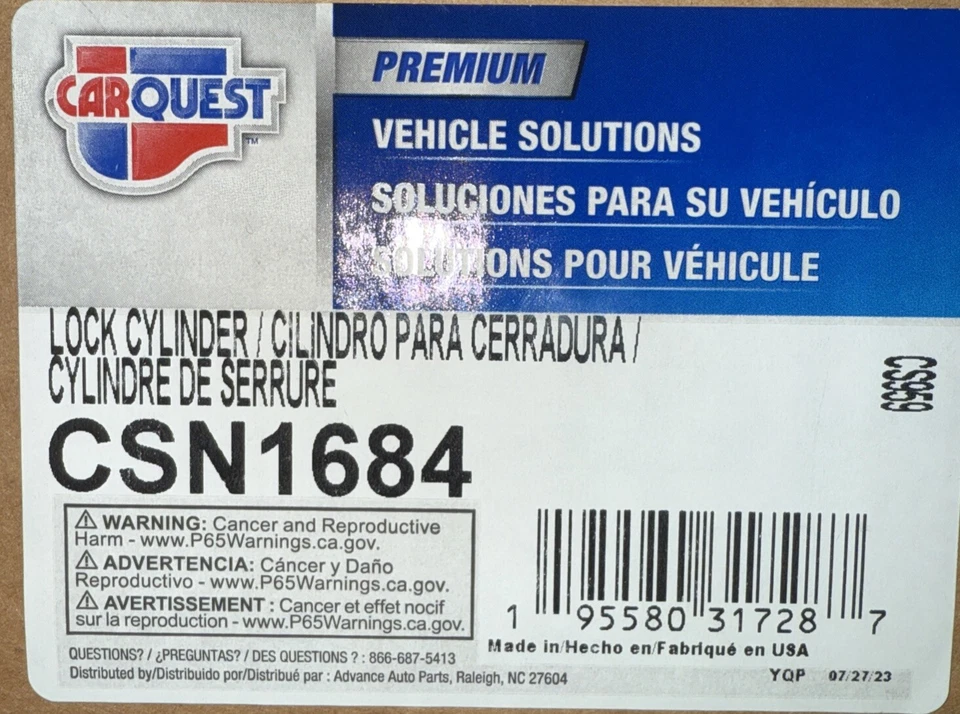 CARQUEST
TM
PREMIUM
VEHICLE SOLUTIONS
SOLUCIONES PARA SU VEHÍCULO
SOLUTIONS POUR VÉHICULE
LOCK CYLINDER / CILINDRO PARA CERRADURA /
CYLINDRE DE SERRURE
CS959
CSN1684
⚠ WARNING: Cancer and Reproductive
Harm - www.P65Warnings.ca.gov.
⚠ ADVERTENCIA: Cáncer y Daño
Reproductivo - www.P65Warnings.ca.gov.
⚠ AVERTISSEMENT : Cancer et effet nocif
sur la reproduction - www.P65Warnings.ca.gov.
1 95580 31728 7
Made in/Hecho en/Fabriqué en USA
QUESTIONS? / ¿PREGUNTAS? / DES QUESTIONS ? : 866-687-5413
Distributed by/Distribuido por/Distribué par : Advance Auto Parts, Raleigh, NC 27604
YQP 07/27/23